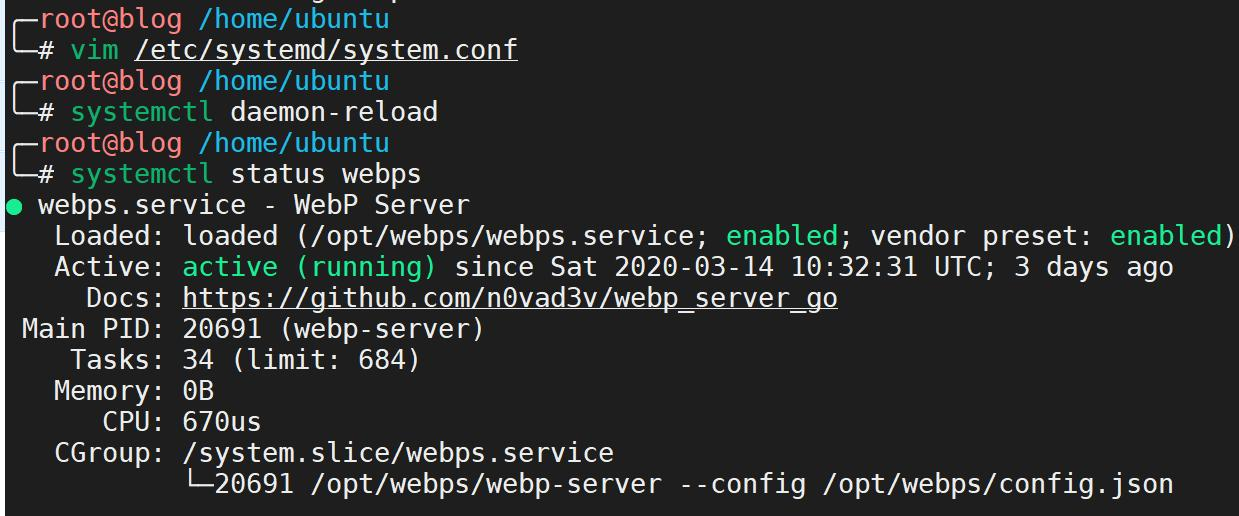 ╭─root@blog /home/ubuntu
╰─# vim /etc/systemd/system.conf
╭─root@blog /home/ubuntu
╰─# systemctl daemon-reload
╭─root@blog /home/ubuntu
╰─# systemctl status webps
● webps.service - WebP Server
   Loaded: loaded (/opt/webps/webps.service; enabled; vendor preset: enabled)
   Active: active (running) since Sat 2020-03-14 10:32:31 UTC; 3 days ago
     Docs: https://github.com/n0vad3v/webp_server_go
 Main PID: 20691 (webp-server)
    Tasks: 34 (limit: 684)
   Memory: 0B
      CPU: 670us
   CGroup: /system.slice/webps.service
           └─20691 /opt/webps/webp-server --config /opt/webps/config.json